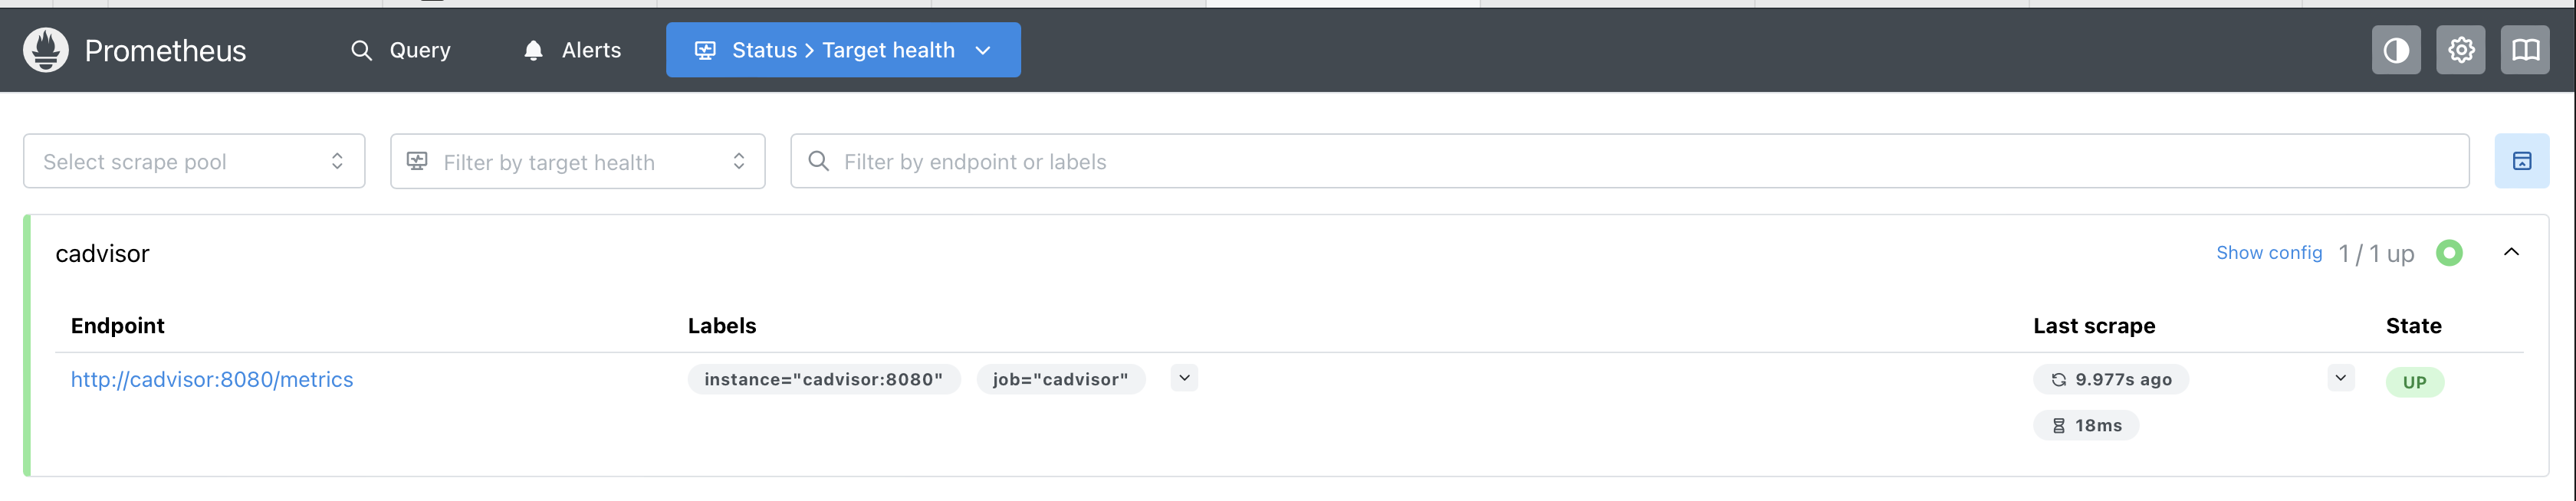 Prometheus Query Alerts Status > Target health
Select scrape pool Filter by target health Filter by endpoint or labels
cadvisor Show config 1 / 1 up
Endpoint Labels Last scrape State
http://cadvisor:8080/metrics instance="cadvisor:8080" job="cadvisor" 9.977s ago UP
18ms